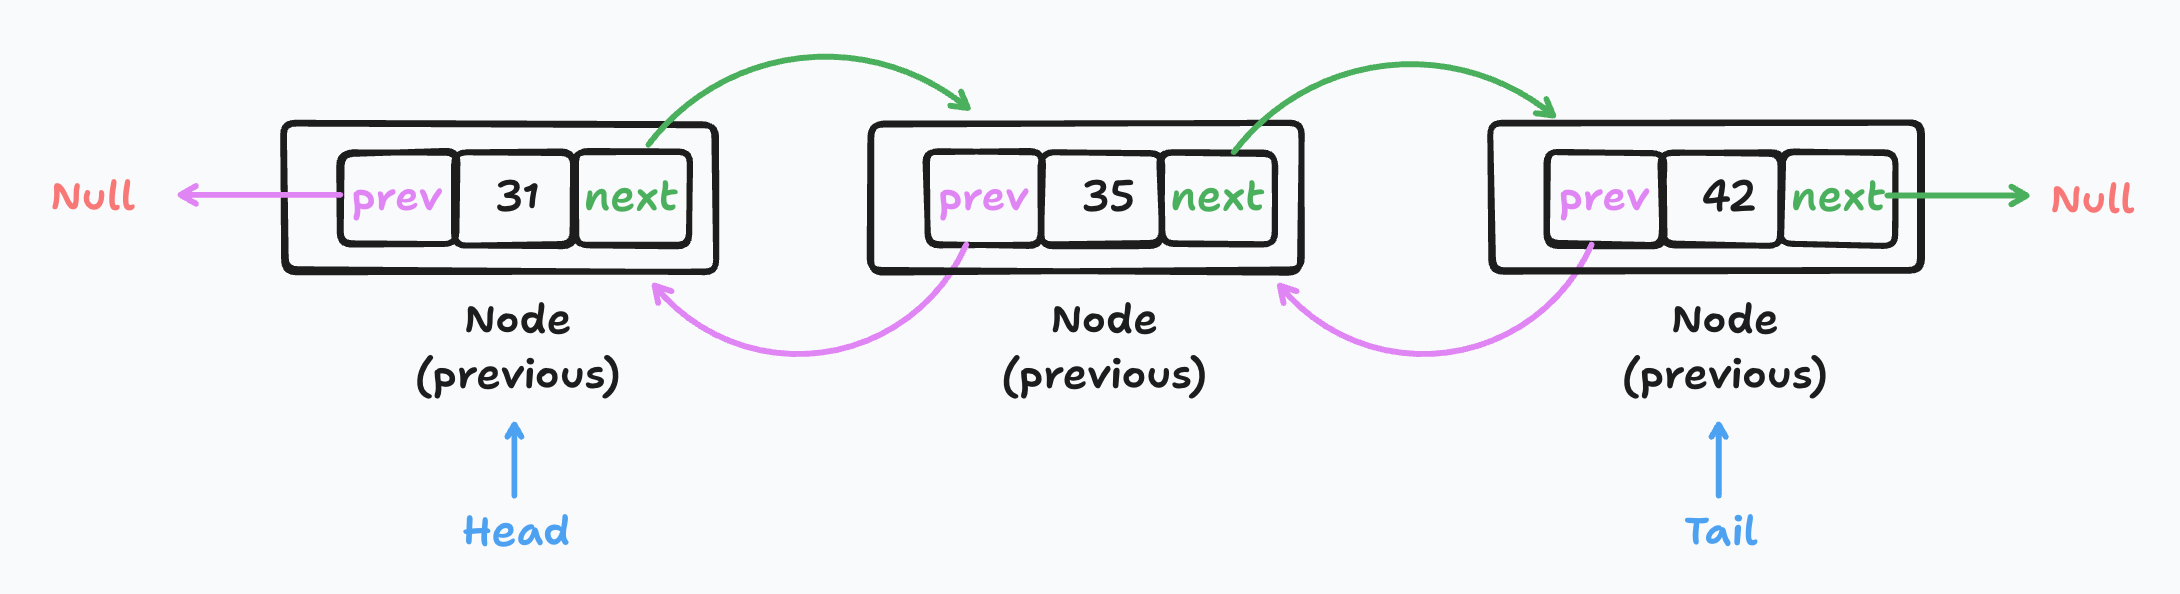 Null prev 31 next prev 35 next prev 42 next Null
Node Node Node
(previous) (previous) (previous)
Head Tail